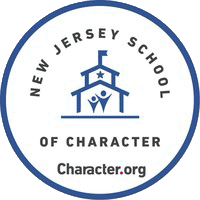 NEW JERSEY SCHOOL
OF CHARACTER
Character.org